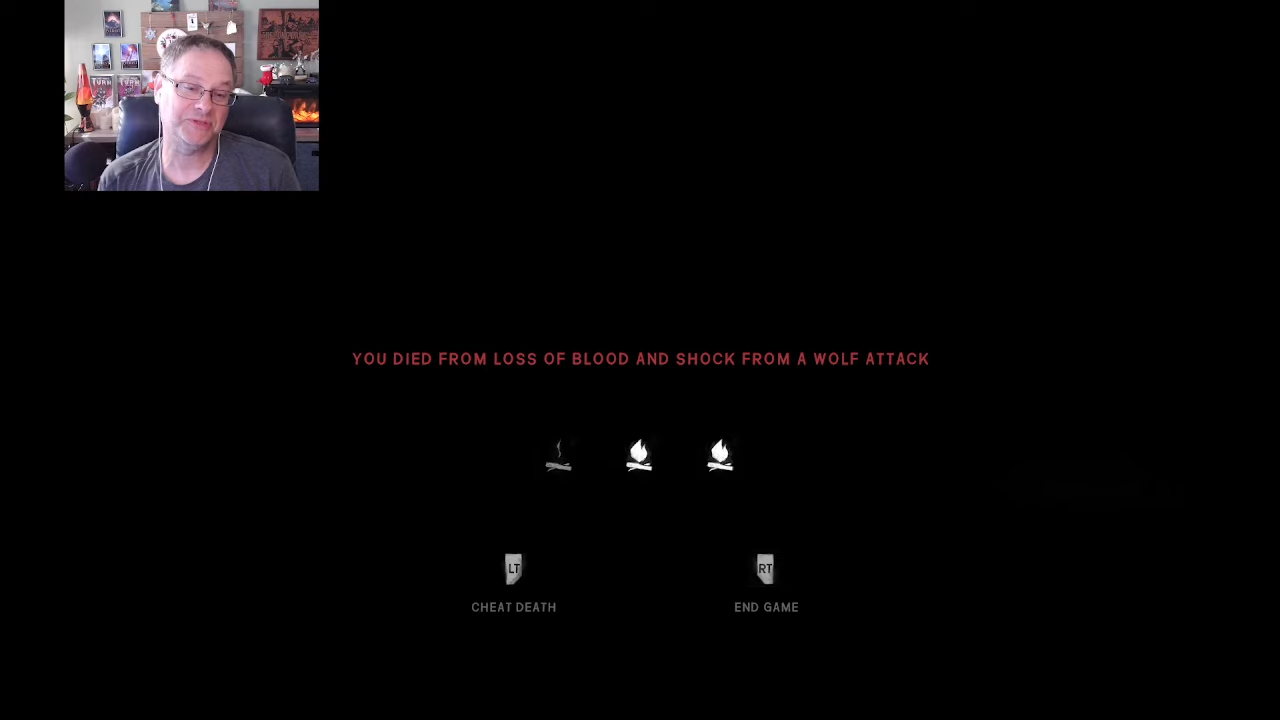 YOU DIED FROM LOSS OF BLOOD AND SHOCK FROM A WOLF ATTACK
LT
RT
CHEAT DEATH
END GAME